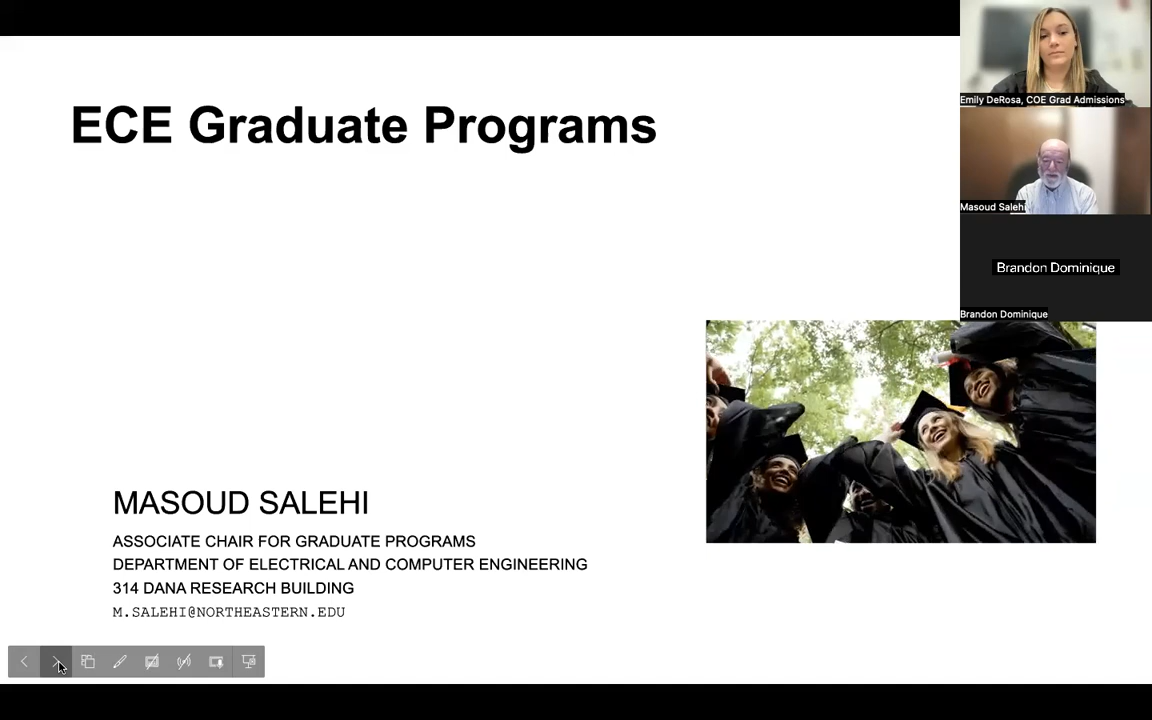 ECE Graduate Programs
MASOUD SALEHI
ASSOCIATE CHAIR FOR GRADUATE PROGRAMS
DEPARTMENT OF ELECTRICAL AND COMPUTER ENGINEERING
314 DANA RESEARCH BUILDING
M.SALEHI@NORTHEASTERN.EDU
Emily DeRosa, COE Grad Admissions
Masoud Salehi
Brandon Dominique
Brandon Dominique